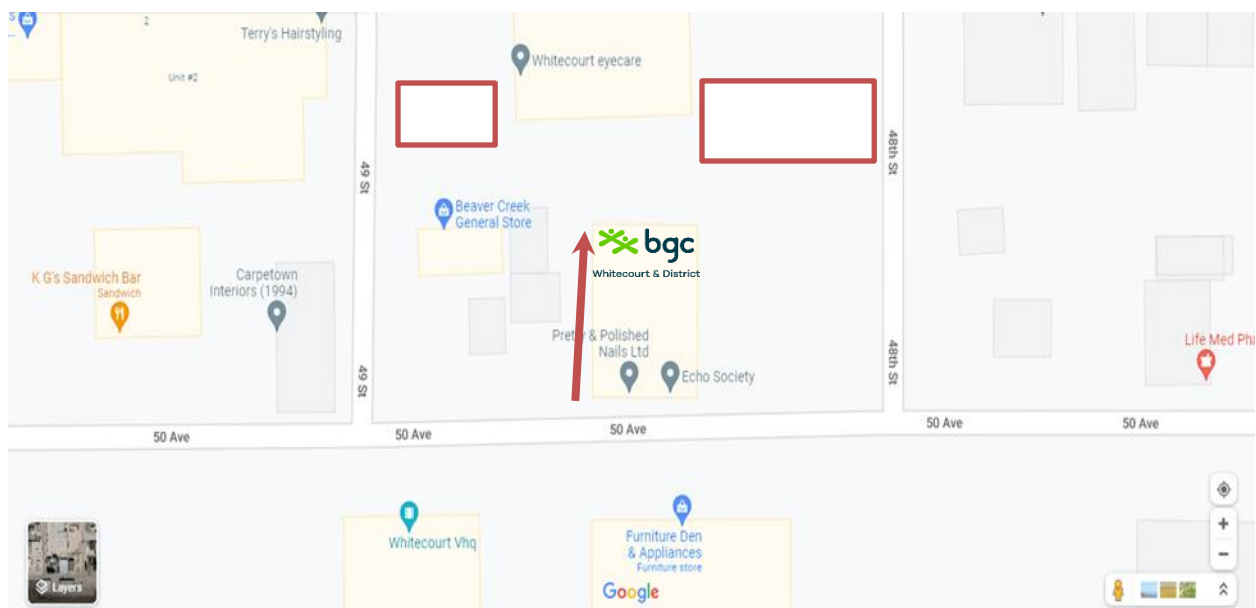 S
2
Unit #2
Terry's Hairstyling
Whitecourt eyecare
49 St
48th St
Beaver Creek
General Store
bgc
Whitecourt & District
K G's Sandwich Bar
Sandwich
Carpetown
Interiors (1994)
Pretty & Polished
Nails Ltd
Echo Society
49 St
48th St
Life Med Pha
50 Ave
50 Ave
50 Ave
50 Ave
50 Ave
Whitecourt Vhq
Furniture Den
& Appliances
Furniture store
Layers
Google